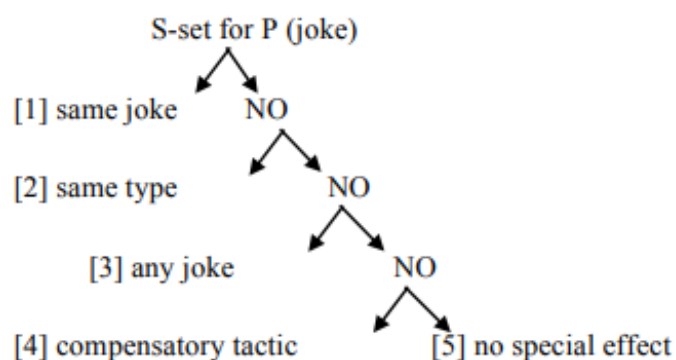 S-set for P (joke)
[1] same joke NO
[2] same type NO
[3] any joke NO
[4] compensatory tactic [5] no special effect